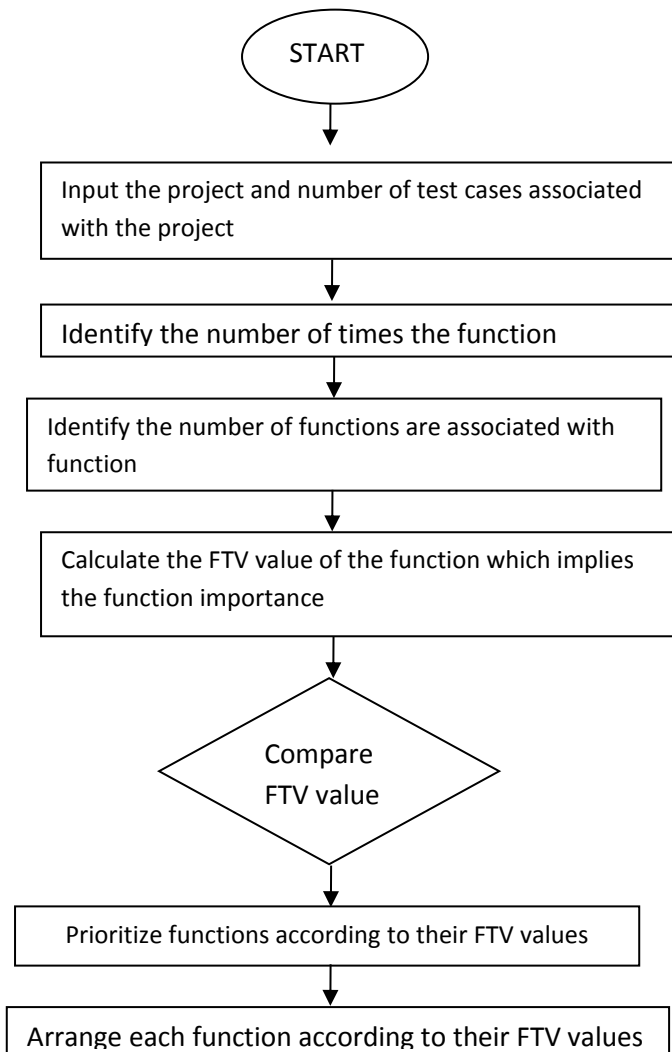 START
Input the project and number of test cases associated
with the project
Identify the number of times the function
Identify the number of functions are associated with
function
Calculate the FTV value of the function which implies
the function importance
Compare
FTV value
Prioritize functions according to their FTV values
Arrange each function according to their FTV values